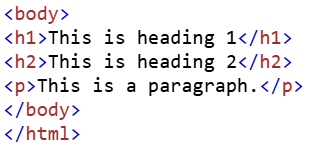 <body>
<h1>This is heading 1</h1>
<h2>This is heading 2</h2>
<p>This is a paragraph.</p>
</body>
</html>